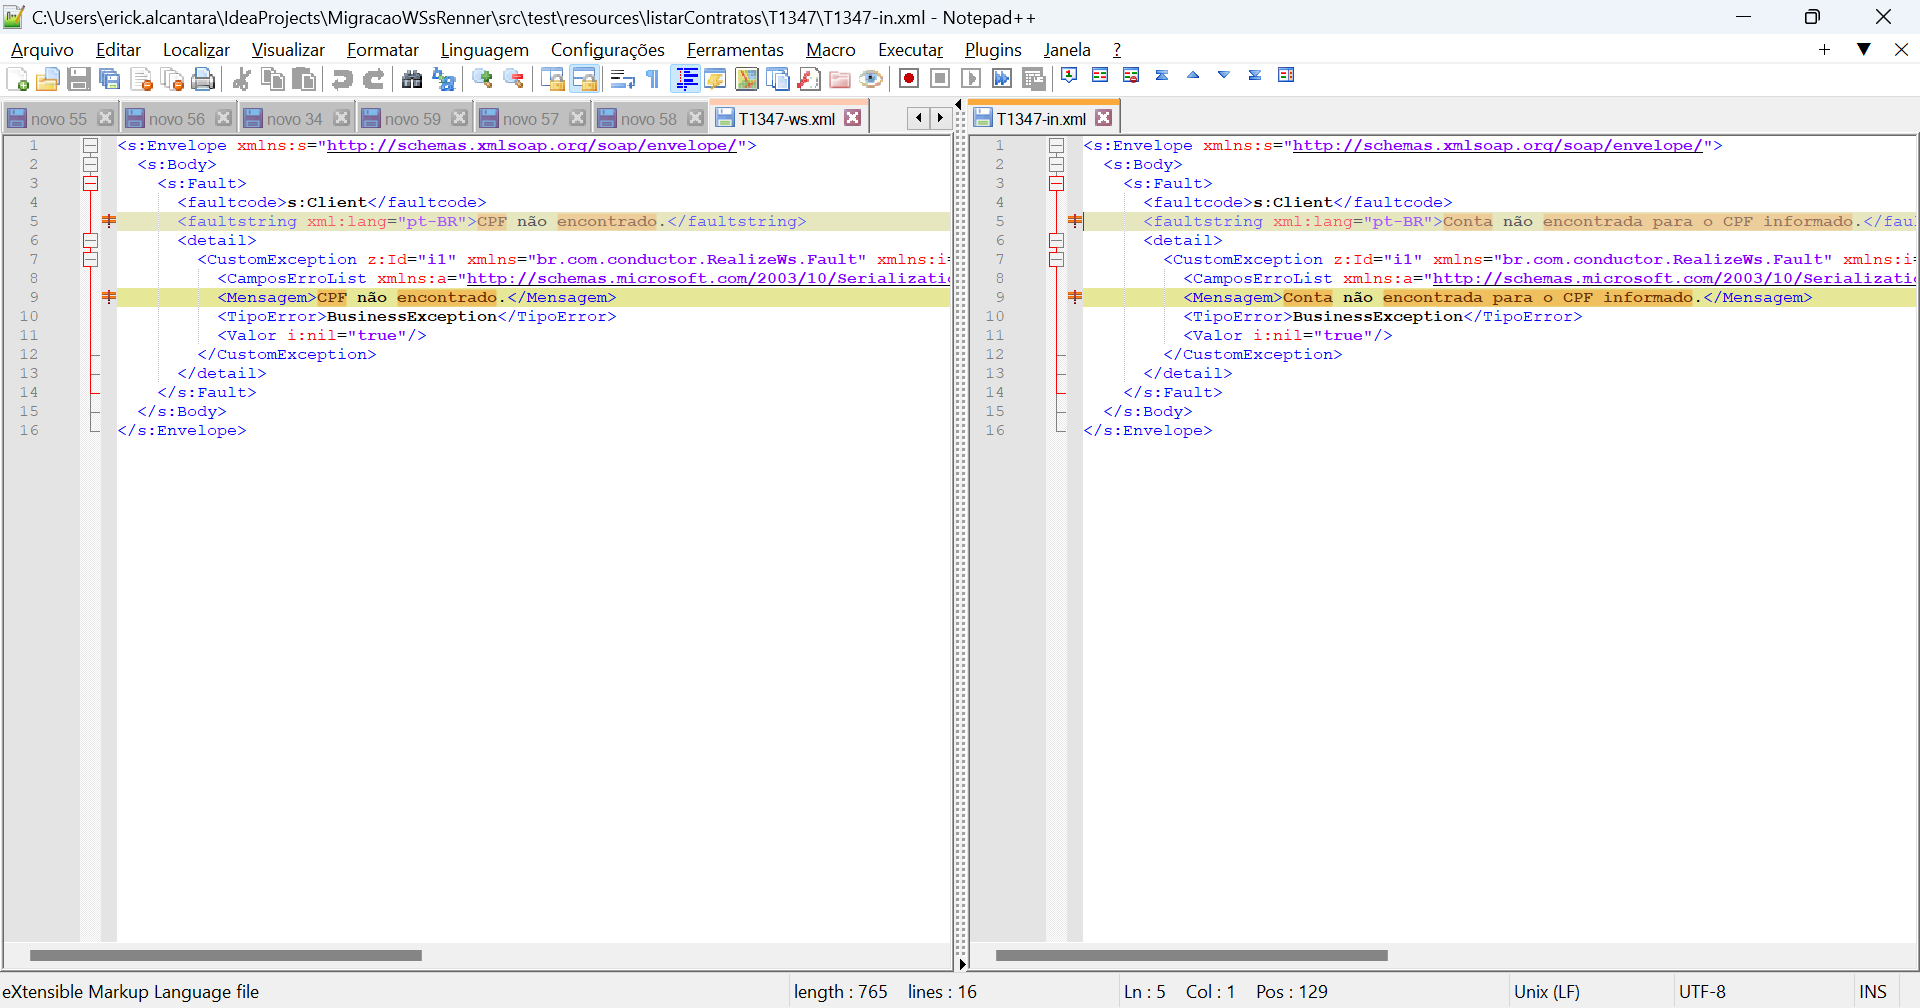 C:\Users\erick.alcantara\IdeaProjects\MigracaoWSsRenner\src\test\resources\listarContratos\T1347\T1347-in.xml - Notepad++
Arquivo Editar Localizar Visualizar Formatar Linguagem Configurações Ferramentas Macro Executar Plugins Janela ?
novo 55 novo 56 novo 34 novo 59 novo 57 novo 58 T1347-ws.xml
1 <s:Envelope xmlns:s="http://schemas.xmlsoap.org/soap/envelope/">
2 <s:Body>
3 <s:Fault>
4 <faultcode>s:Client</faultcode>
5 <faultstring xml:lang="pt-BR">CPF não encontrado.</faultstring>
6 <detail>
7 <CustomException z:Id="i1" xmlns="br.com.conductor.RealizeWs.Fault" xmlns:i
8 <CamposErroList xmlns:a="http://schemas.microsoft.com/2003/10/Serializati
9 <Mensagem>CPF não encontrado.</Mensagem>
10 <TipoError>BusinessException</TipoError>
11 <Valor i:nil="true"/>
12 </CustomException>
13 </detail>
14 </s:Fault>
15 </s:Body>
16 </s:Envelope>
T1347-in.xml
1 <s:Envelope xmlns:s="http://schemas.xmlsoap.org/soap/envelope/">
2 <s:Body>
3 <s:Fault>
4 <faultcode>s:Client</faultcode>
5 <faultstring xml:lang="pt-BR">Conta não encontrada para o CPF informado.</faul
6 <detail>
7 <CustomException z:Id="i1" xmlns="br.com.conductor.RealizeWs.Fault" xmlns:i
8 <CamposErroList xmlns:a="http://schemas.microsoft.com/2003/10/Serializati
9 <Mensagem>Conta não encontrada para o CPF informado.</Mensagem>
10 <TipoError>BusinessException</TipoError>
11 <Valor i:nil="true"/>
12 </CustomException>
13 </detail>
14 </s:Fault>
15 </s:Body>
16 </s:Envelope>
eXtensible Markup Language file length : 765 lines : 16 Ln : 5 Col : 1 Pos : 129 Unix (LF) UTF-8 INS